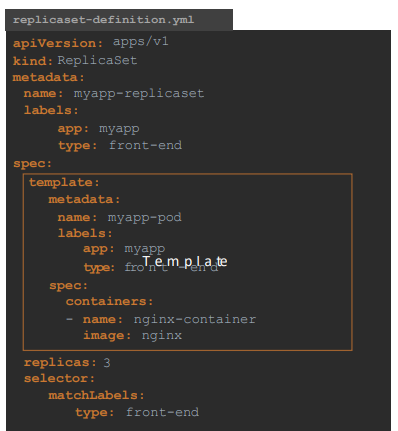 replicaset-definition.yml
apiVersion: apps/v1
kind: ReplicaSet
metadata:
  name: myapp-replicaset
  labels:
      app: myapp
      type: front-end
spec:
  template:
    metadata:
      name: myapp-pod
      labels:
        app: myapp
        type: front-end
Template
    spec:
      containers:
      - name: nginx-container
        image: nginx
  replicas: 3
  selector:
    matchLabels:
       type: front-end